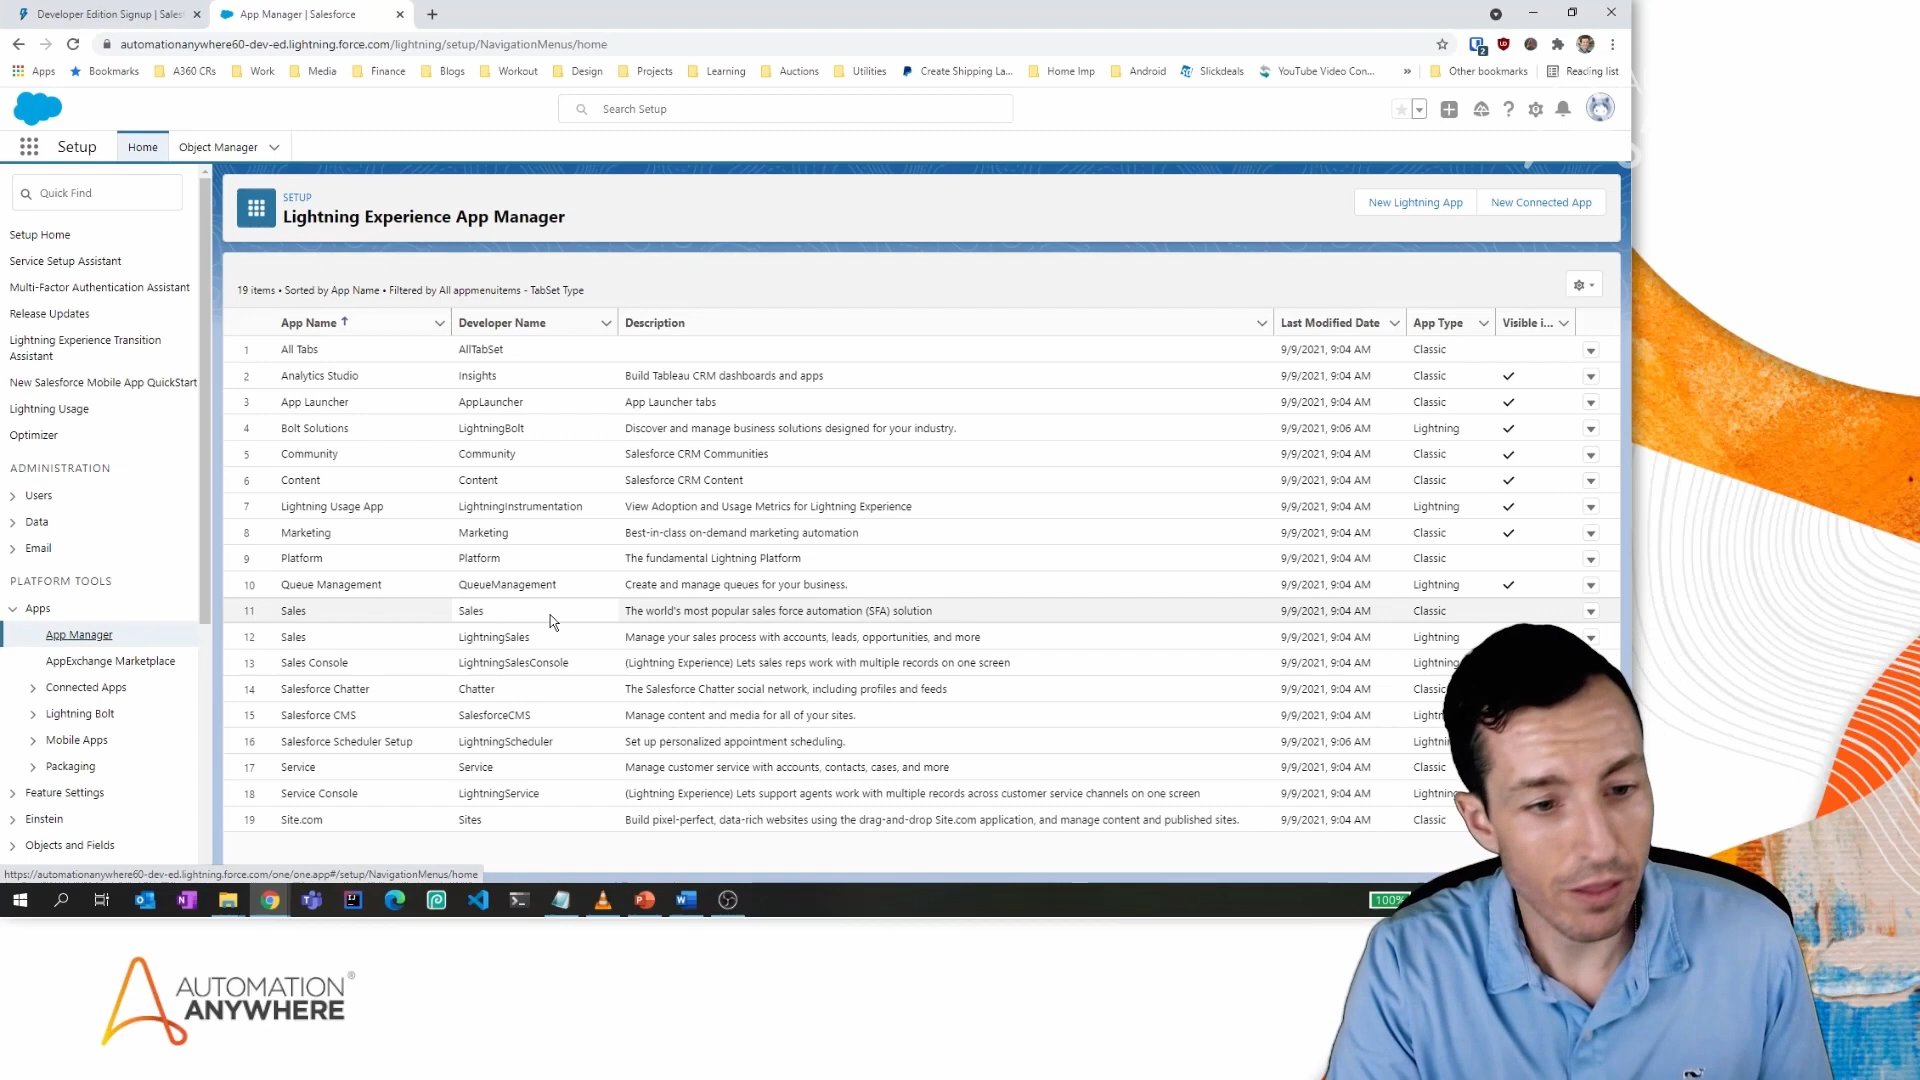 Developer Edition Signup | Sales
App Manager | Salesforce
automationanywhere60-dev-ed.lightning.force.com/lightning/setup/NavigationMenus/home
Apps
Bookmarks
A360 CRs
Work
Media
Finance
Blogs
Workout
Design
Projects
Learning
Auctions
Utilities
Create Shipping La...
Home Imp
Android
Slickdeals
YouTube Video Con...
»
Other bookmarks
Reading list
Search Setup
Setup
Home
Object Manager
Quick Find
Setup Home
Service Setup Assistant
Multi-Factor Authentication Assistant
Release Updates
Lightning Experience Transition
Assistant
New Salesforce Mobile App QuickStart
Lightning Usage
Optimizer
ADMINISTRATION
Users
Data
Email
PLATFORM TOOLS
Apps
App Manager
AppExchange Marketplace
Connected Apps
Lightning Bolt
Mobile Apps
Packaging
Feature Settings
Einstein
Objects and Fields
SETUP
Lightning Experience App Manager
New Lightning App
New Connected App
19 items • Sorted by App Name • Filtered by All appmenuitems - TabSet Type
App Name ↑ Developer Name Description Last Modified Date App Type Visible i...
1 All Tabs AllTabSet 9/9/2021, 9:04 AM Classic
2 Analytics Studio Insights Build Tableau CRM dashboards and apps 9/9/2021, 9:04 AM Classic
3 App Launcher AppLauncher App Launcher tabs 9/9/2021, 9:04 AM Classic
4 Bolt Solutions LightningBolt Discover and manage business solutions designed for your industry. 9/9/2021, 9:06 AM Lightning
5 Community Community Salesforce CRM Communities 9/9/2021, 9:04 AM Classic
6 Content Content Salesforce CRM Content 9/9/2021, 9:04 AM Classic
7 Lightning Usage App LightningInstrumentation View Adoption and Usage Metrics for Lightning Experience 9/9/2021, 9:04 AM Lightning
8 Marketing Marketing Best-in-class on-demand marketing automation 9/9/2021, 9:04 AM Classic
9 Platform Platform The fundamental Lightning Platform 9/9/2021, 9:04 AM Classic
10 Queue Management QueueManagement Create and manage queues for your business. 9/9/2021, 9:04 AM Lightning
11 Sales Sales The world's most popular sales force automation (SFA) solution 9/9/2021, 9:04 AM Classic
12 Sales LightningSales Manage your sales process with accounts, leads, opportunities, and more 9/9/2021, 9:04 AM Lightning
13 Sales Console LightningSalesConsole (Lightning Experience) Lets sales reps work with multiple records on one screen 9/9/2021, 9:04 AM Lightning
14 Salesforce Chatter Chatter The Salesforce Chatter social network, including profiles and feeds 9/9/2021, 9:04 AM Classic
15 Salesforce CMS SalesforceCMS Manage content and media for all of your sites. 9/9/2021, 9:04 AM Lightn
16 Salesforce Scheduler Setup LightningScheduler Set up personalized appointment scheduling. 9/9/2021, 9:06 AM Lightnin
17 Service Service Manage customer service with accounts, contacts, cases, and more 9/9/2021, 9:04 AM Classic
18 Service Console LightningService (Lightning Experience) Lets support agents work with multiple records across customer service channels on one screen 9/9/2021, 9:04 AM Lightning
19 Site.com Sites Build pixel-perfect, data-rich websites using the drag-and-drop Site.com application, and manage content and published sites. 9/9/2021, 9:04 AM Classic
https://automationanywhere60-dev-ed.lightning.force.com/one/one.app#/setup/NavigationMenus/home
100%
AUTOMATION®
ANYWHERE